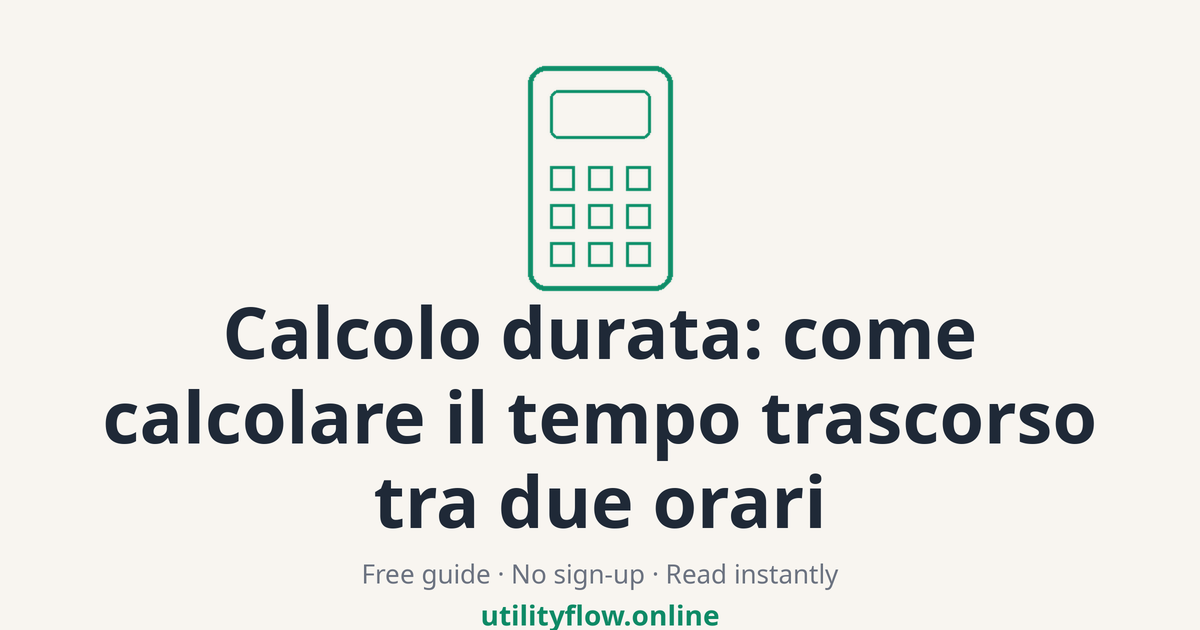 Calcolo durata: come
calcolare il tempo trascorso
tra due orari
Free guide · No sign-up · Read instantly
utilityflow.online